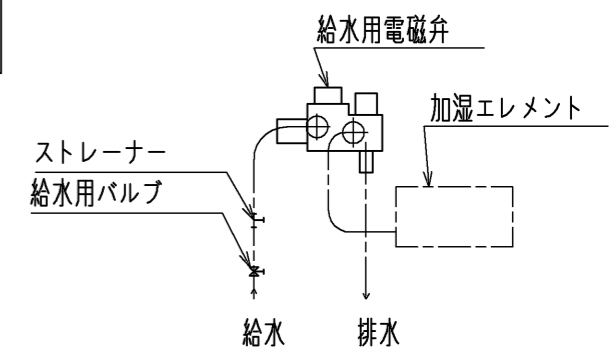 給水用電磁弁
加湿エレメント
ストレーナー
給水用バルブ
給水
排水